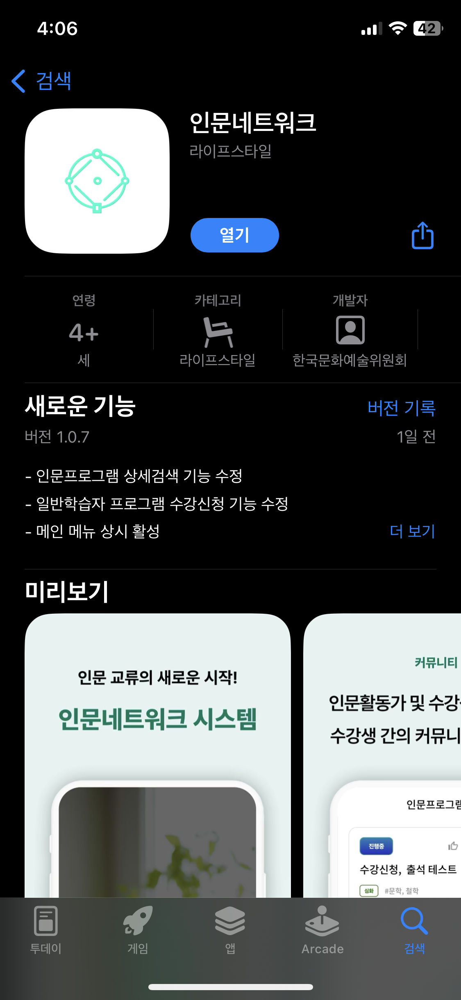 4:06
42
검색
인문네트워크
라이프스타일
열기
연령
4+
세
카테고리
라이프스타일
개발자
한국문화예술위원회
새로운 기능
버전 기록
버전 1.0.7
1일 전
- 인문프로그램 상세검색 기능 수정
- 일반학습자 프로그램 수강신청 기능 수정
- 메인 메뉴 상시 활성
더 보기
미리보기
인문 교류의 새로운 시작!
인문네트워크 시스템
커뮤니티
인문활동가 및 수강
수강생 간의 커뮤니
인문프로그램
진행중
수강신청, 출석 테스트
심화
#문학, 철학
투데이
게임
앱
Arcade
검색